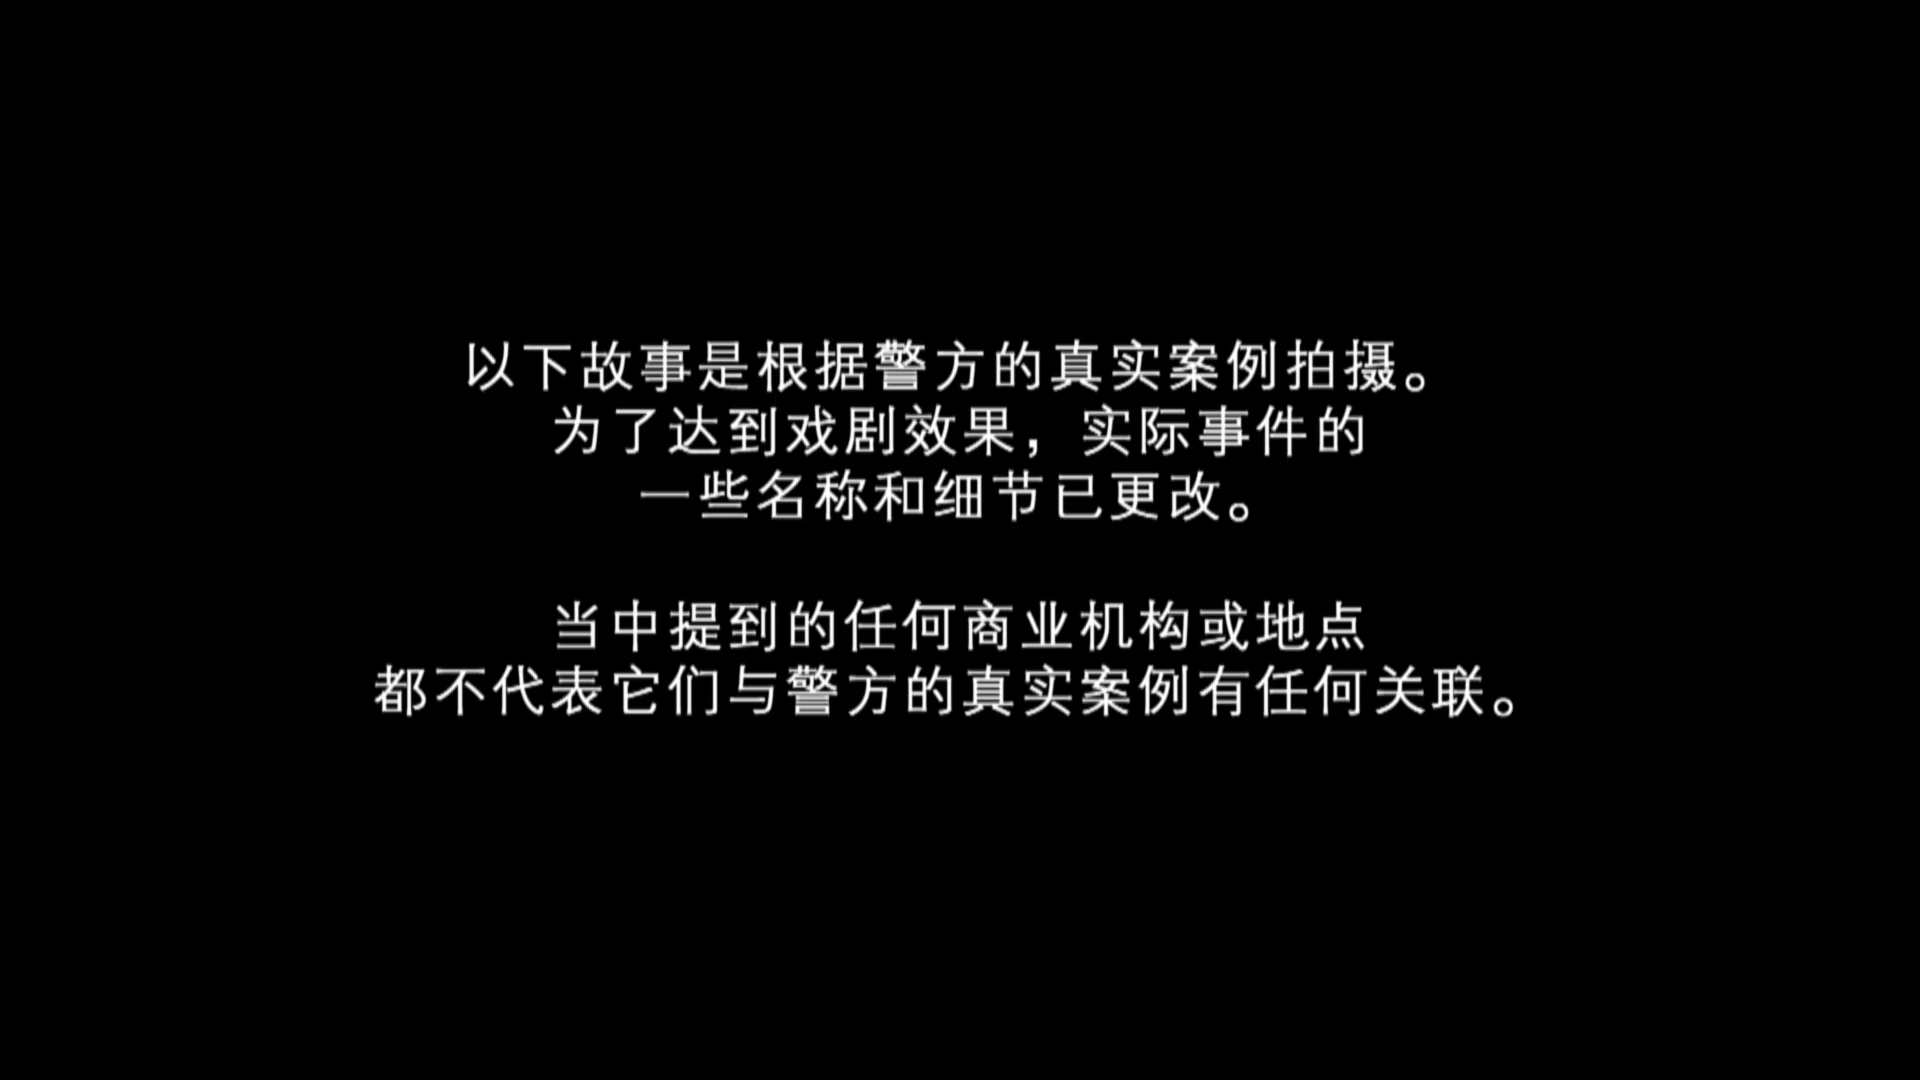 以下故事是根据警方的真实案例拍摄。
为了达到戏剧效果，实际事件的
一些名称和细节已更改。
当中提到的任何商业机构或地点
都不代表它们与警方的真实案例有任何关联。